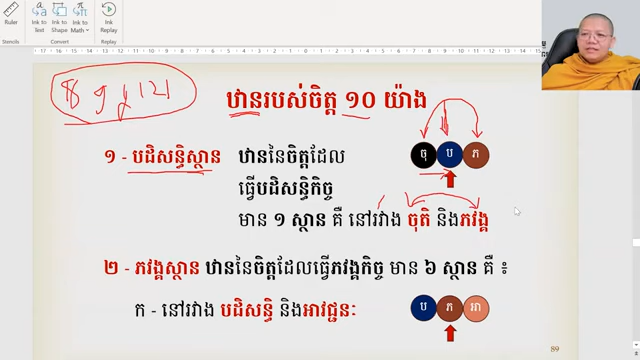 Ruler
Ink to Text
Ink to Shape
Ink to Math
Ink Replay
Stencils
Convert
Replay
121
ឋានរបស់ចិត្ត ១០ យ៉ាង
១ - បដិសន្ធិស្ថាន ឋាននៃចិត្តដែល
ធ្វើបដិសន្ធិកិច្ច
ចុ ប ភ
មាន ១ ស្ថាន គឺ នៅរវាង ចុតិ និងភវង្គ
២ - ភវង្គស្ថាន ឋាននៃចិត្តដែលធ្វើភវង្គកិច្ច មាន ៦ ស្ថាន គឺ ៖
ក - នៅរវាង បដិសន្ធិ និងអាវជ្ជនៈ
ប ភ អា
89